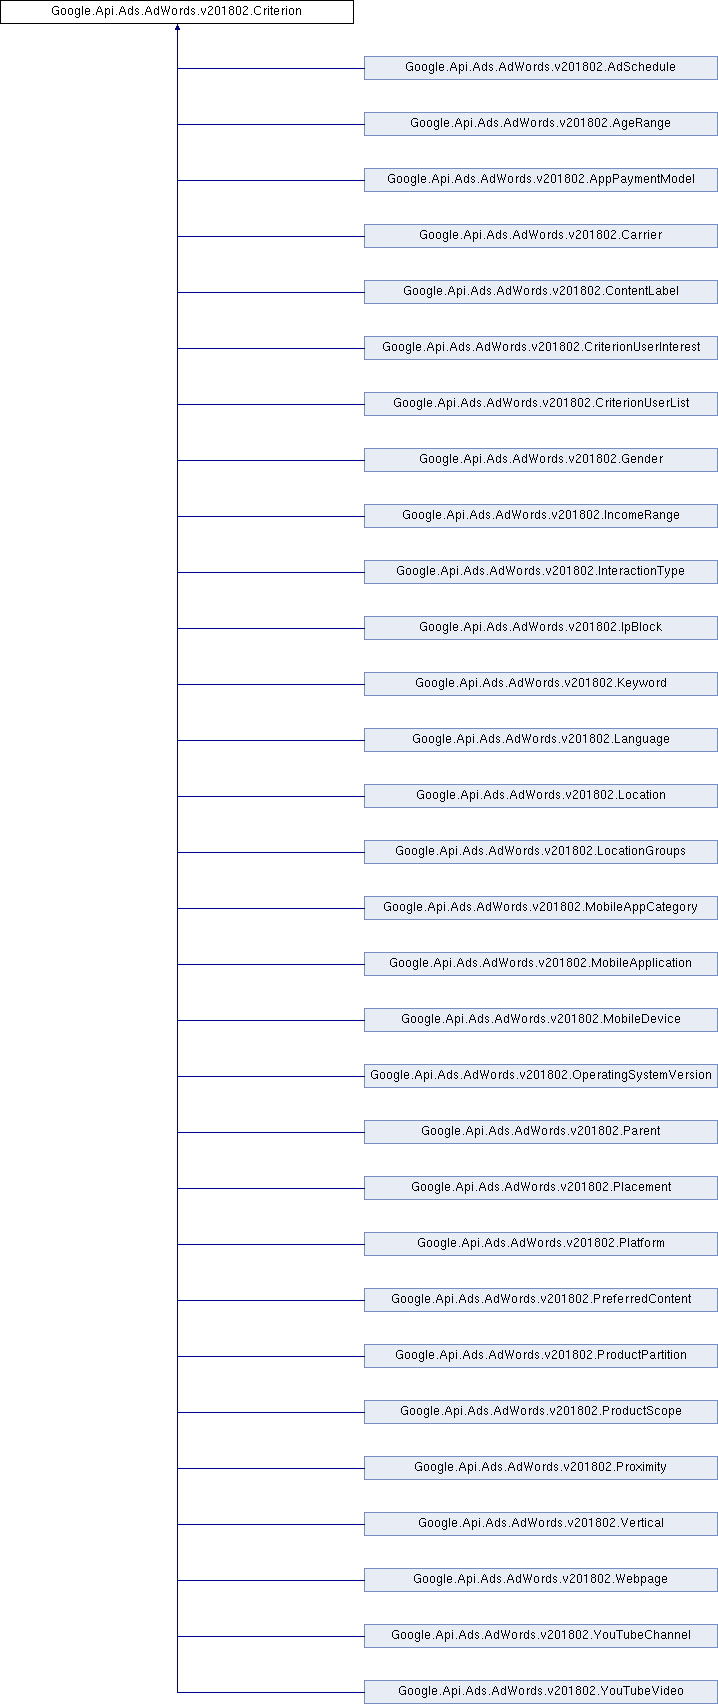 Google.Api.Ads.AdWords.v201802.Criterion
Google.Api.Ads.AdWords.v201802.AdSchedule
Google.Api.Ads.AdWords.v201802.AgeRange
Google.Api.Ads.AdWords.v201802.AppPaymentModel
Google.Api.Ads.AdWords.v201802.Carrier
Google.Api.Ads.AdWords.v201802.ContentLabel
Google.Api.Ads.AdWords.v201802.CriterionUserInterest
Google.Api.Ads.AdWords.v201802.CriterionUserList
Google.Api.Ads.AdWords.v201802.Gender
Google.Api.Ads.AdWords.v201802.IncomeRange
Google.Api.Ads.AdWords.v201802.InteractionType
Google.Api.Ads.AdWords.v201802.IpBlock
Google.Api.Ads.AdWords.v201802.Keyword
Google.Api.Ads.AdWords.v201802.Language
Google.Api.Ads.AdWords.v201802.Location
Google.Api.Ads.AdWords.v201802.LocationGroups
Google.Api.Ads.AdWords.v201802.MobileAppCategory
Google.Api.Ads.AdWords.v201802.MobileApplication
Google.Api.Ads.AdWords.v201802.MobileDevice
Google.Api.Ads.AdWords.v201802.OperatingSystemVersion
Google.Api.Ads.AdWords.v201802.Parent
Google.Api.Ads.AdWords.v201802.Placement
Google.Api.Ads.AdWords.v201802.Platform
Google.Api.Ads.AdWords.v201802.PreferredContent
Google.Api.Ads.AdWords.v201802.ProductPartition
Google.Api.Ads.AdWords.v201802.ProductScope
Google.Api.Ads.AdWords.v201802.Proximity
Google.Api.Ads.AdWords.v201802.Vertical
Google.Api.Ads.AdWords.v201802.Webpage
Google.Api.Ads.AdWords.v201802.YouTubeChannel
Google.Api.Ads.AdWords.v201802.YouTubeVideo